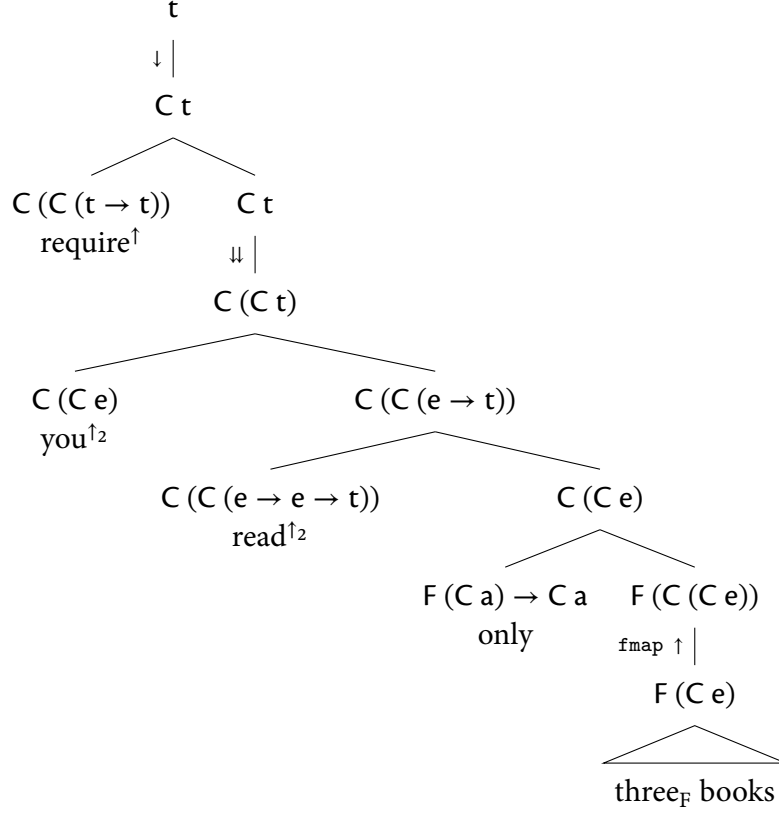 t
↓
C t
C (C (t → t)) C t
require↑
⇊
C (C t)
C (C e) C (C (e → t))
you↑2
C (C (e → e → t)) C (C e)
read↑2
F (C a) → C a F (C (C e))
only
fmap ↑
F (C e)
threeF books